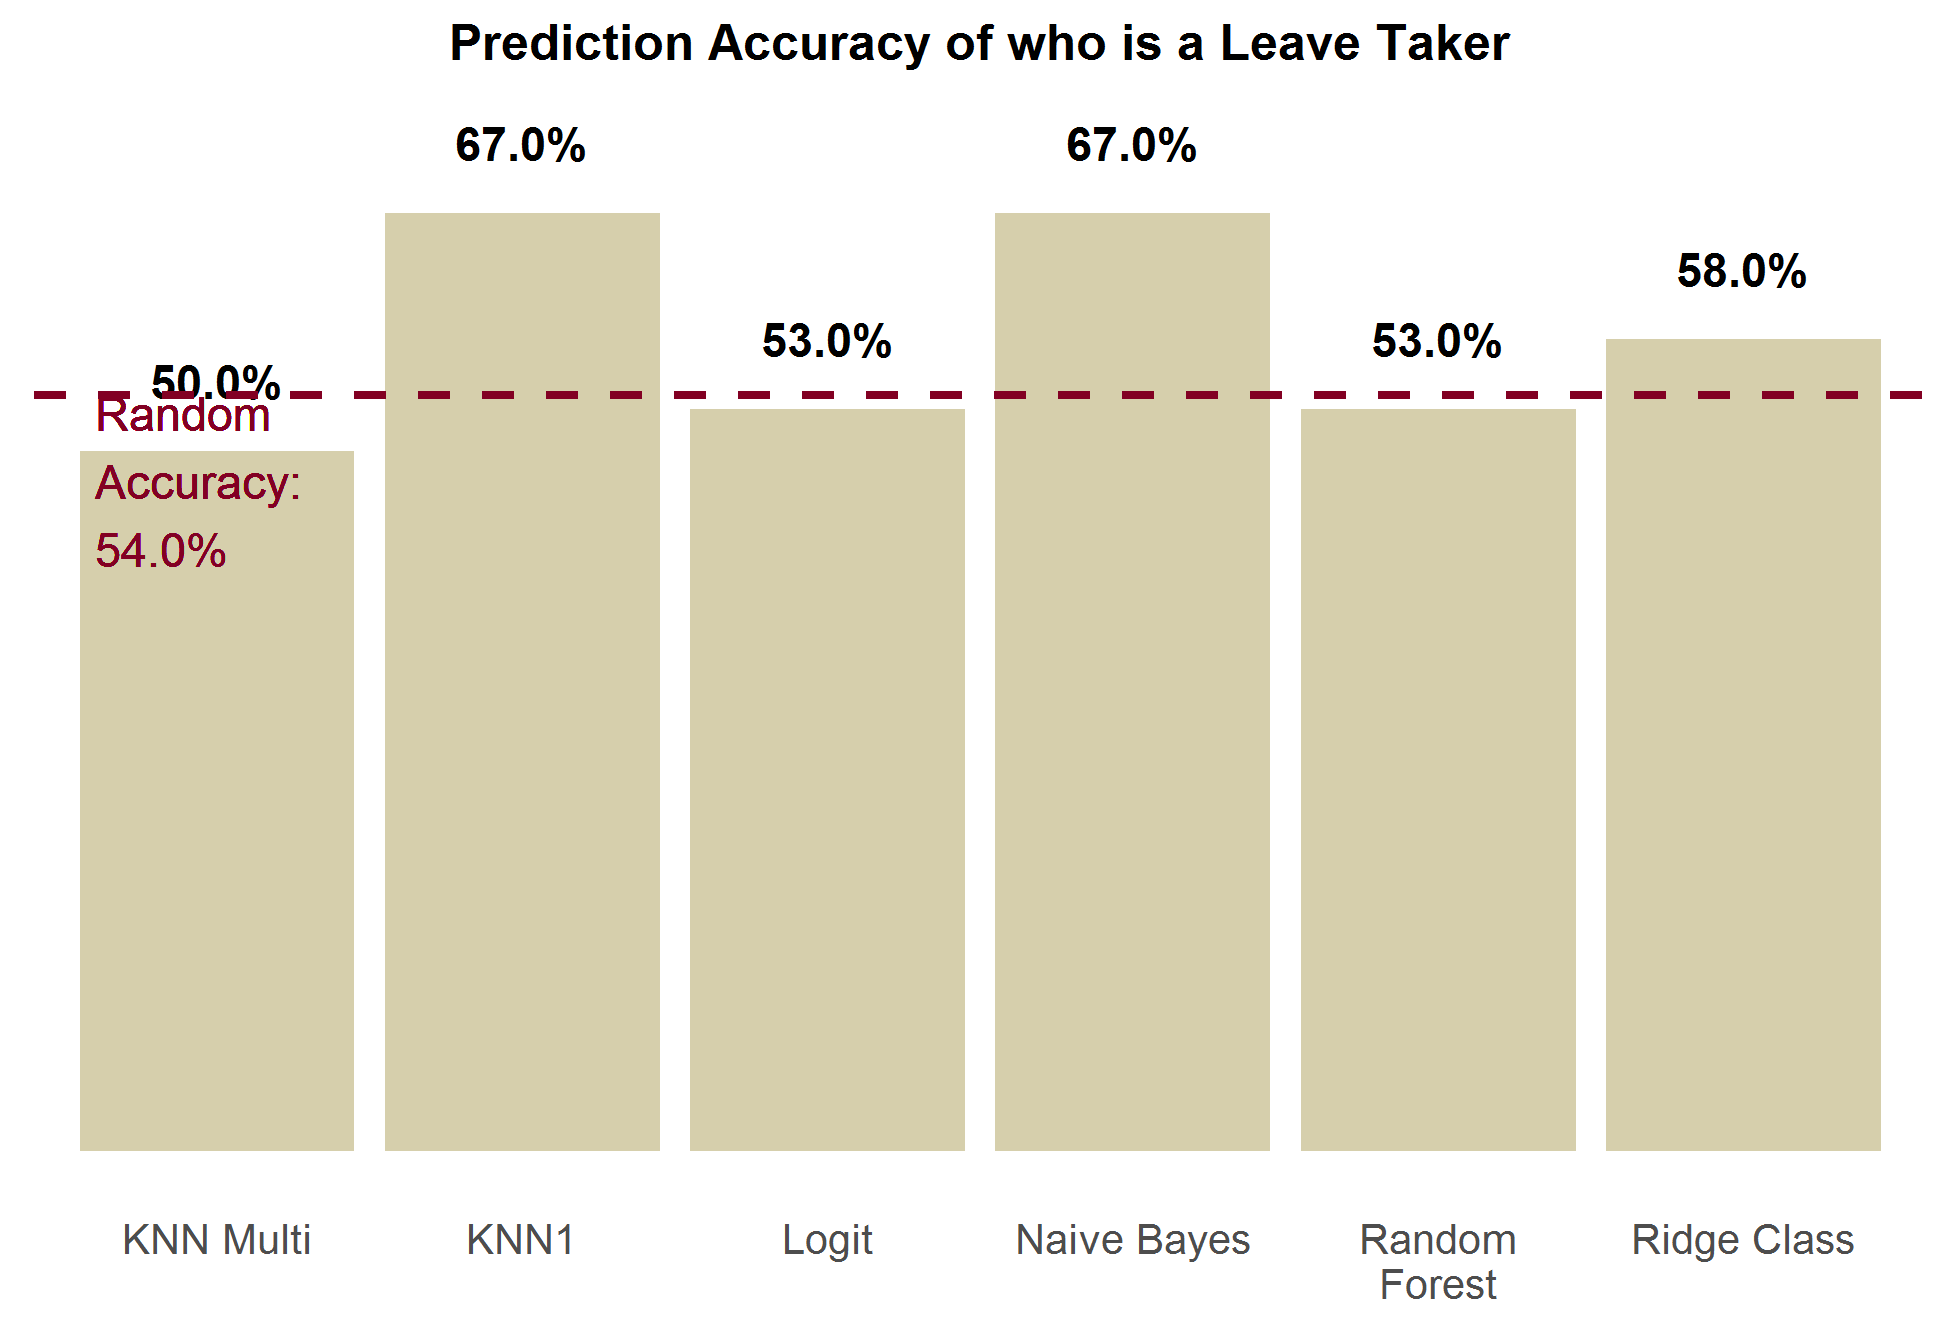 Prediction Accuracy of who is a Leave Taker
67.0%
67.0%
58.0%
53.0%
53.0%
50.0%
Random
Accuracy:
54.0%
KNN Multi
KNN1
Logit
Naive Bayes
Random
Forest
Ridge Class